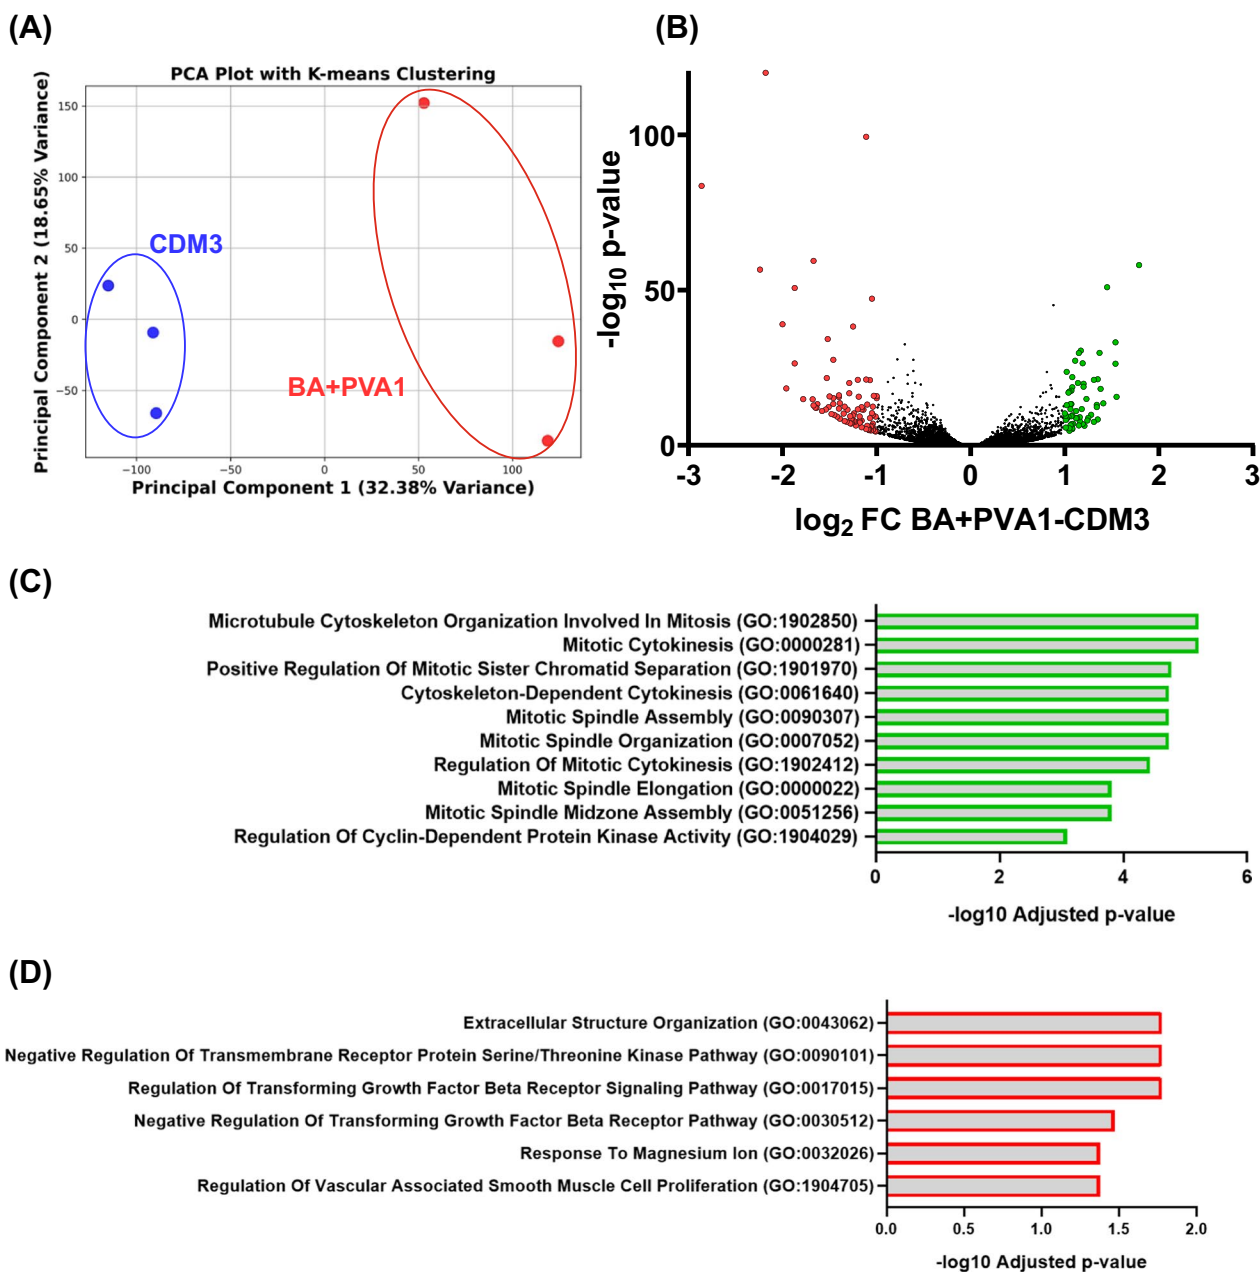 (A)
PCA Plot with K-means Clustering
Principal Component 2 (18.65% Variance)
150
100
50
0
−50
CDM3
BA+PVA1
−100
−50
0
50
100
Principal Component 1 (32.38% Variance)
(B)
-log10 p-value
100
50
0
-3
-2
-1
0
1
2
3
log2 FC BA+PVA1-CDM3
(C)
Microtubule Cytoskeleton Organization Involved In Mitosis (GO:1902850)
Mitotic Cytokinesis (GO:0000281)
Positive Regulation Of Mitotic Sister Chromatid Separation (GO:1901970)
Cytoskeleton-Dependent Cytokinesis (GO:0061640)
Mitotic Spindle Assembly (GO:0090307)
Mitotic Spindle Organization (GO:0007052)
Regulation Of Mitotic Cytokinesis (GO:1902412)
Mitotic Spindle Elongation (GO:0000022)
Mitotic Spindle Midzone Assembly (GO:0051256)
Regulation Of Cyclin-Dependent Protein Kinase Activity (GO:1904029)
0
2
4
6
-log10 Adjusted p-value
(D)
Extracellular Structure Organization (GO:0043062)
Negative Regulation Of Transmembrane Receptor Protein Serine/Threonine Kinase Pathway (GO:0090101)
Regulation Of Transforming Growth Factor Beta Receptor Signaling Pathway (GO:0017015)
Negative Regulation Of Transforming Growth Factor Beta Receptor Pathway (GO:0030512)
Response To Magnesium Ion (GO:0032026)
Regulation Of Vascular Associated Smooth Muscle Cell Proliferation (GO:1904705)
0.0
0.5
1.0
1.5
2.0
-log10 Adjusted p-value